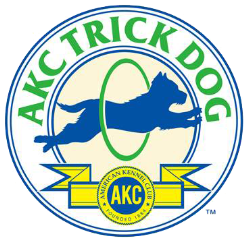 AKC TRICK DOG
AMERICAN KENNEL CLUB
AKC
FOUNDED 1884
™